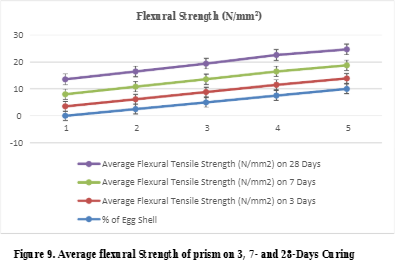 Flexural Strength (N/mm²)
30
20
10
0
-10
1 2 3 4 5
Average Flexural Tensile Strength (N/mm2) on 28 Days
Average Flexural Tensile Strength (N/mm2) on 7 Days
Average Flexural Tensile Strength (N/mm2) on 3 Days
% of Egg Shell
Figure 9. Average flexural Strength of prism on 3, 7- and 28-Days Curing